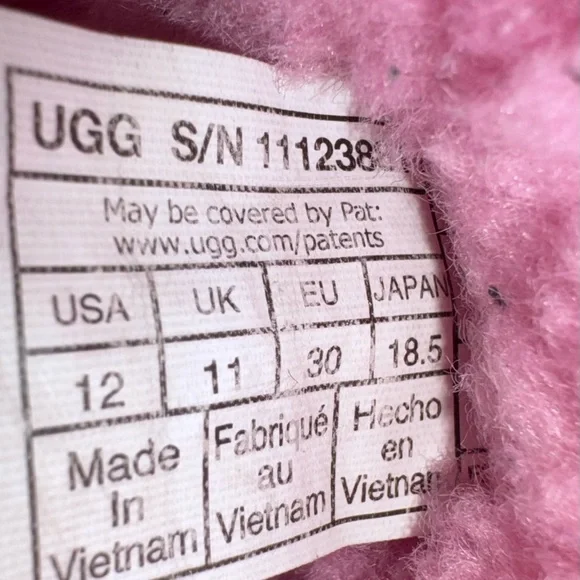 UGG S/N 111238
May be covered by Pat:
www.ugg.com/patents
USA UK EU JAPAN
12 11 30 18.5
Made In Vietnam
Fabriqué au Vietnam
Hecho en